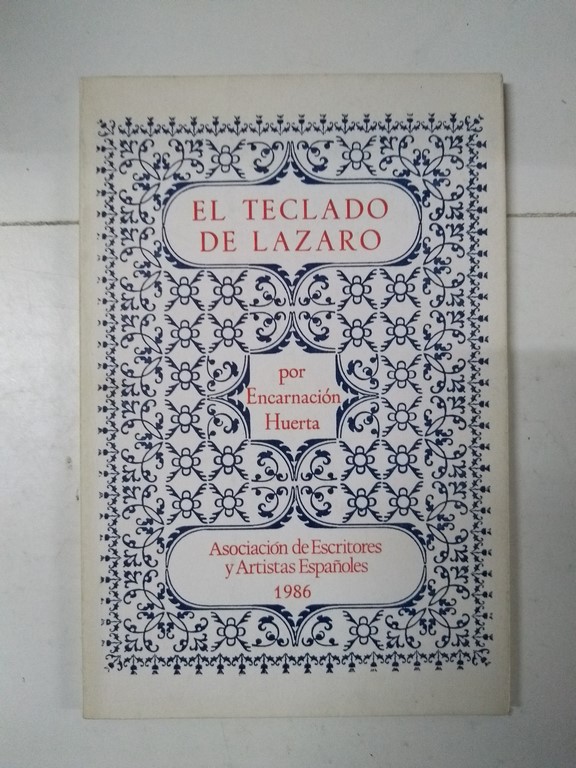 EL TECLADO
DE LAZARO
por
Encarnación
Huerta
Asociación de Escritores
y Artistas Españoles
1986